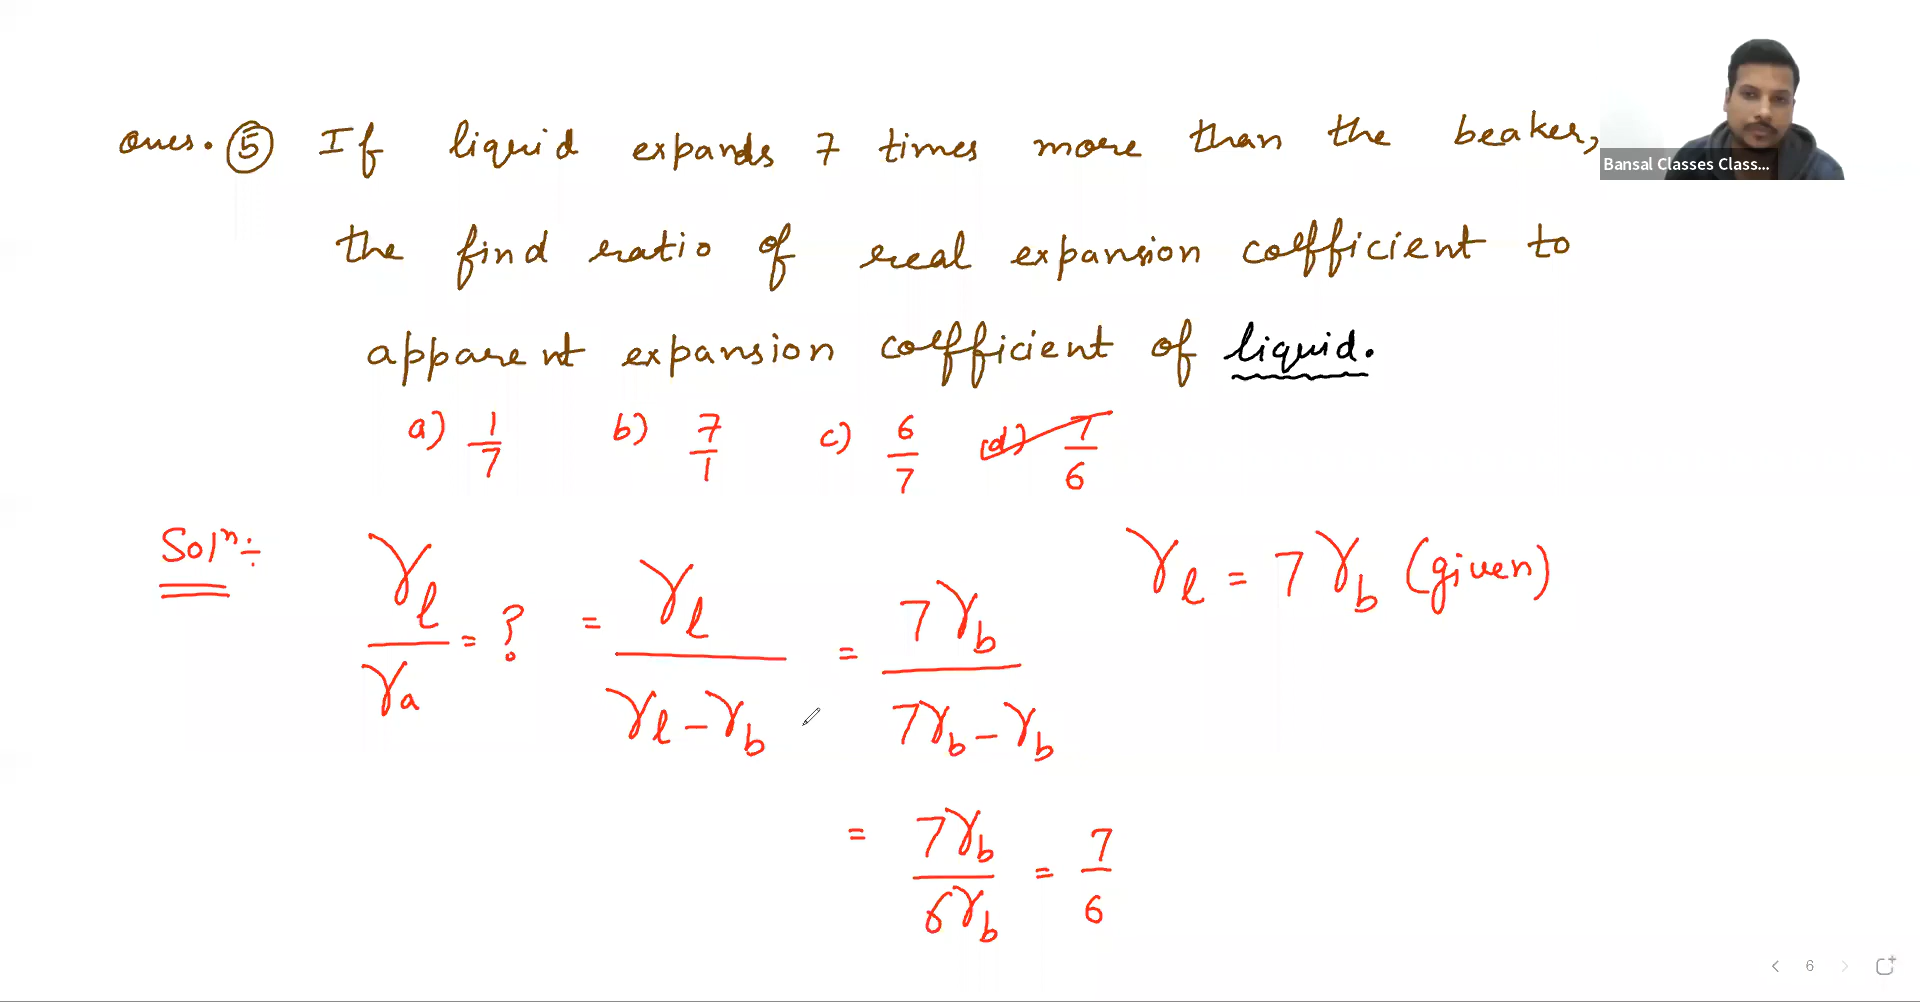 Ques. ⑤ If liquid expands 7 times more than the beaker,
Bansal Classes Class...
the find ratio of real expansion coefficient to
apparent expansion coefficient of liquid.
a) 1/7 b) 7/1 c) 6/7 (d) 7/6
Solⁿ:- γl/γa = ? = γl/(γl - γb) = 7γb/(7γb - γb)
γl = 7γb (given)
= 7γb/6γb = 7/6
6